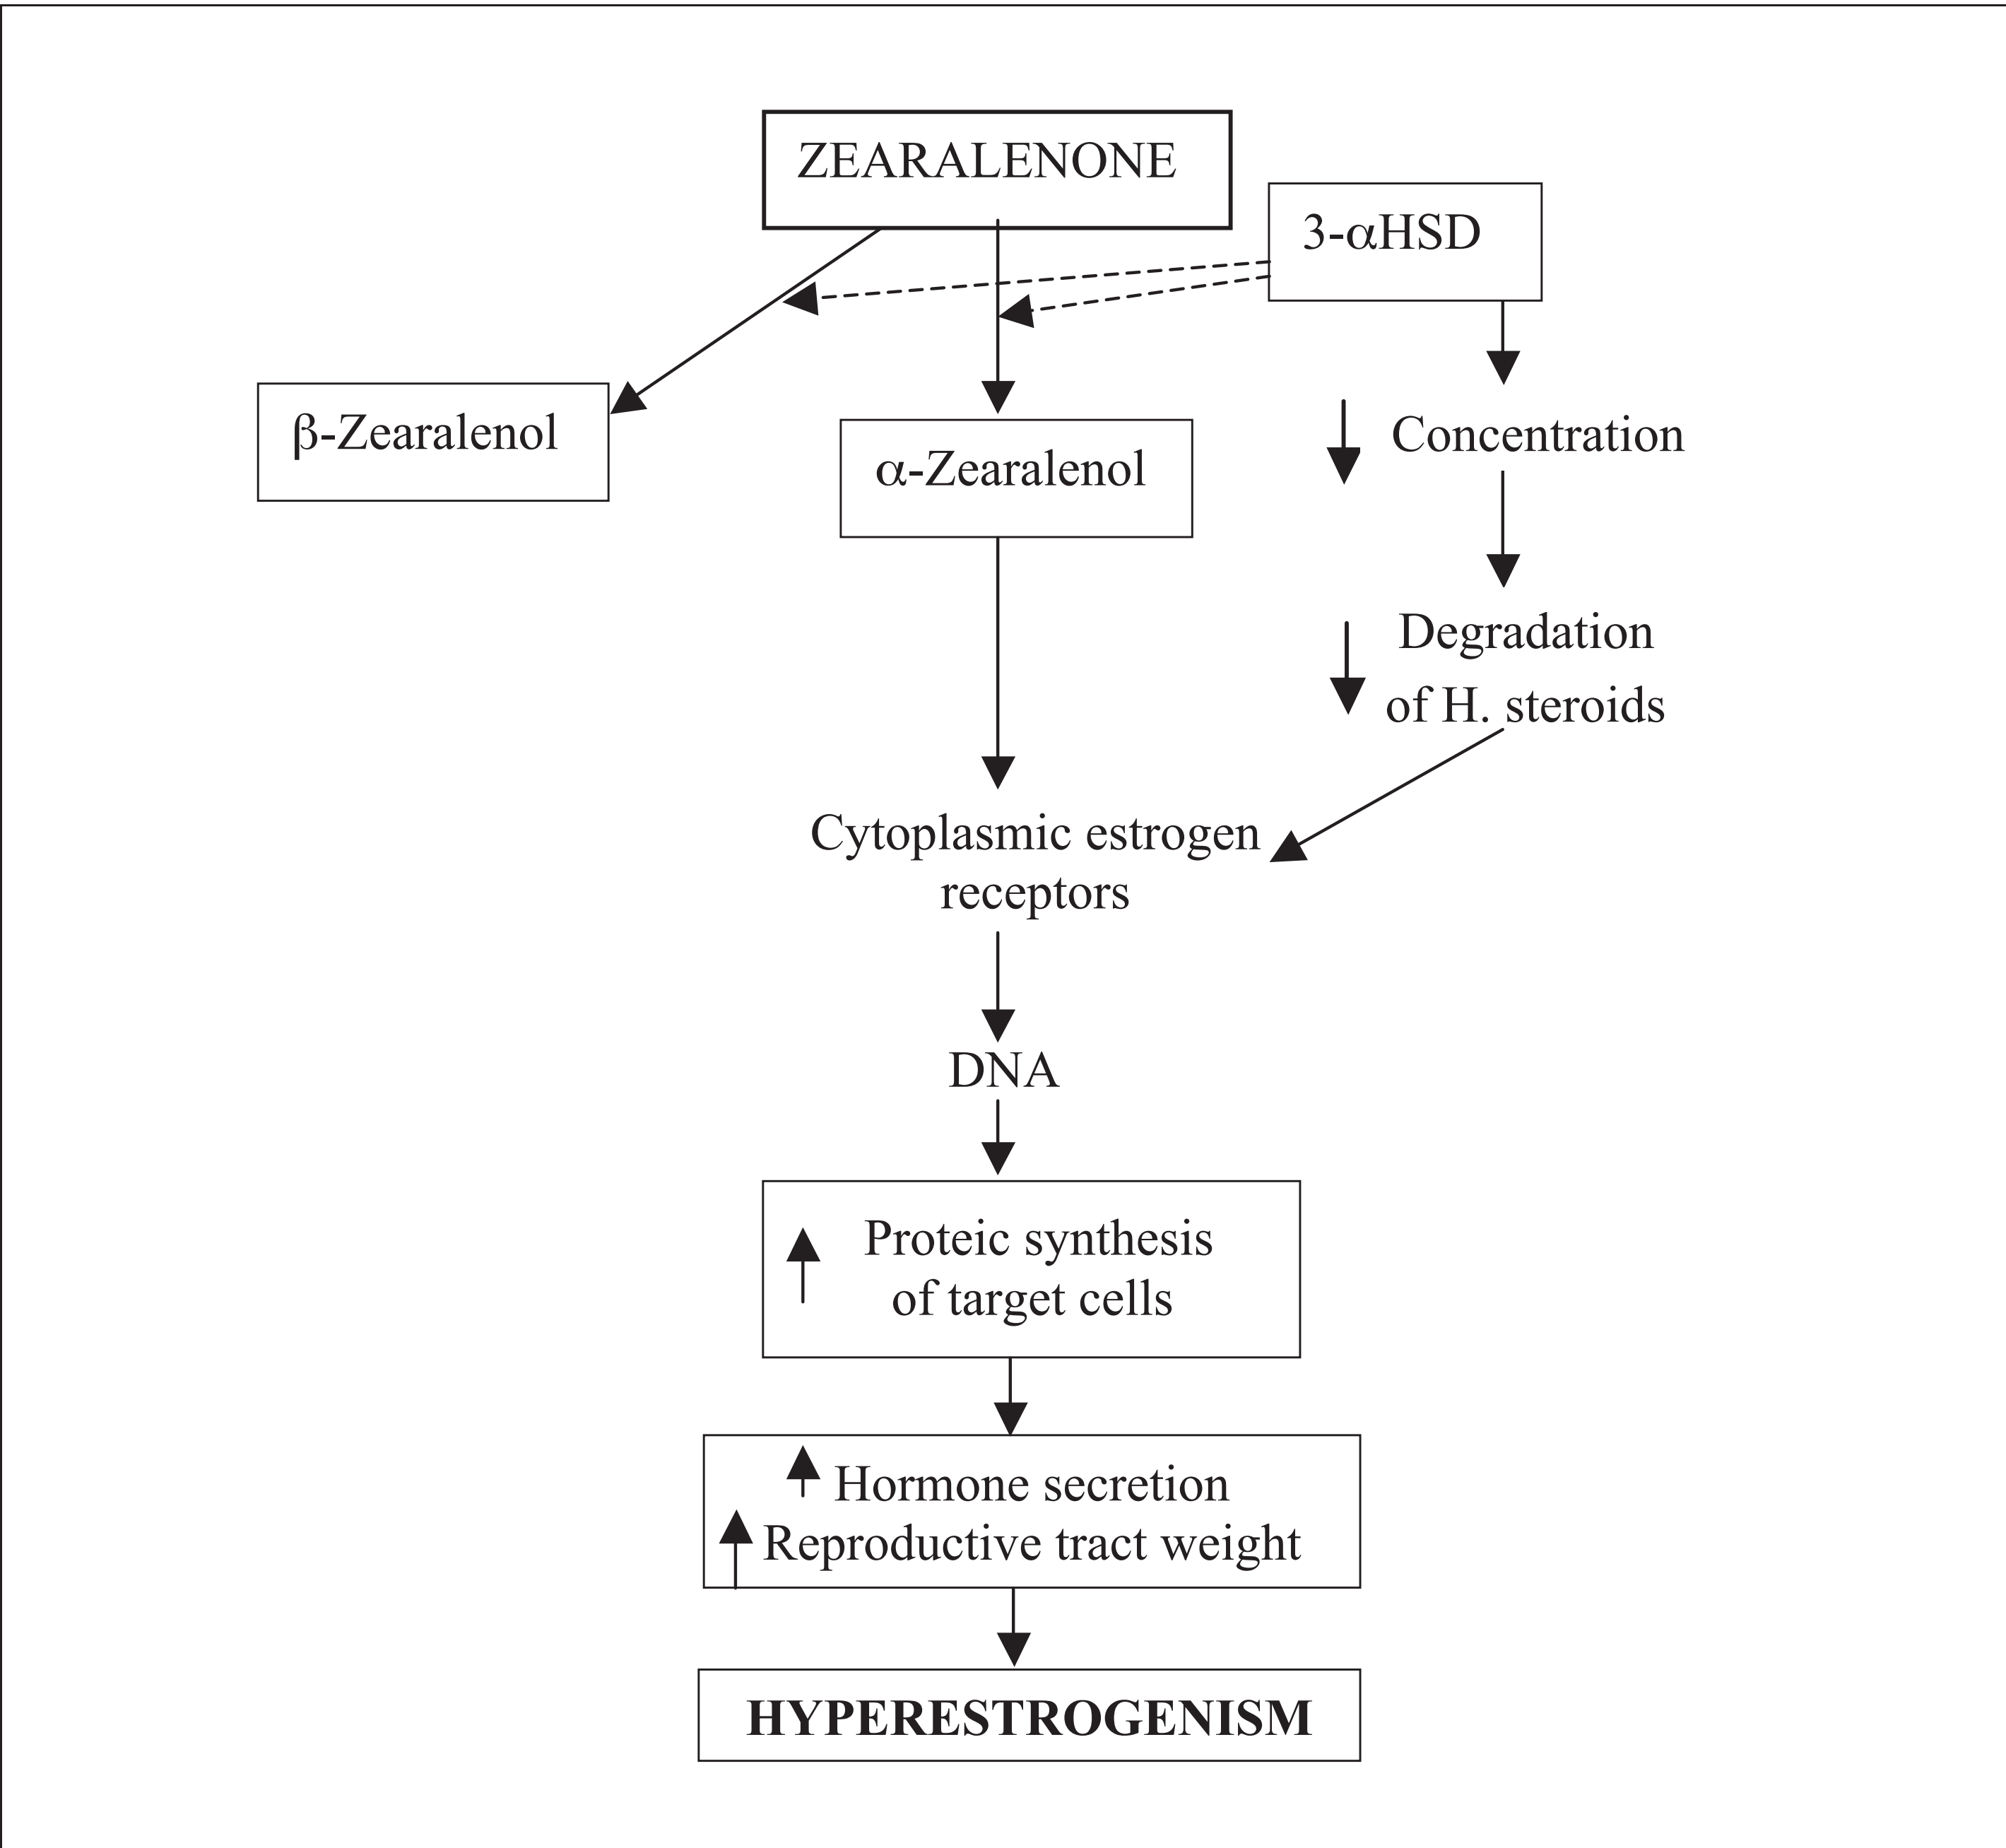 ZEARALENONE
3-αHSD
β-Zearalenol
α-Zearalenol
Concentration
Degradation
of H. steroids
Cytoplasmic estrogen
receptors
DNA
Proteic synthesis
of target cells
Hormone secretion
Reproductive tract weight
HYPERESTROGENISM